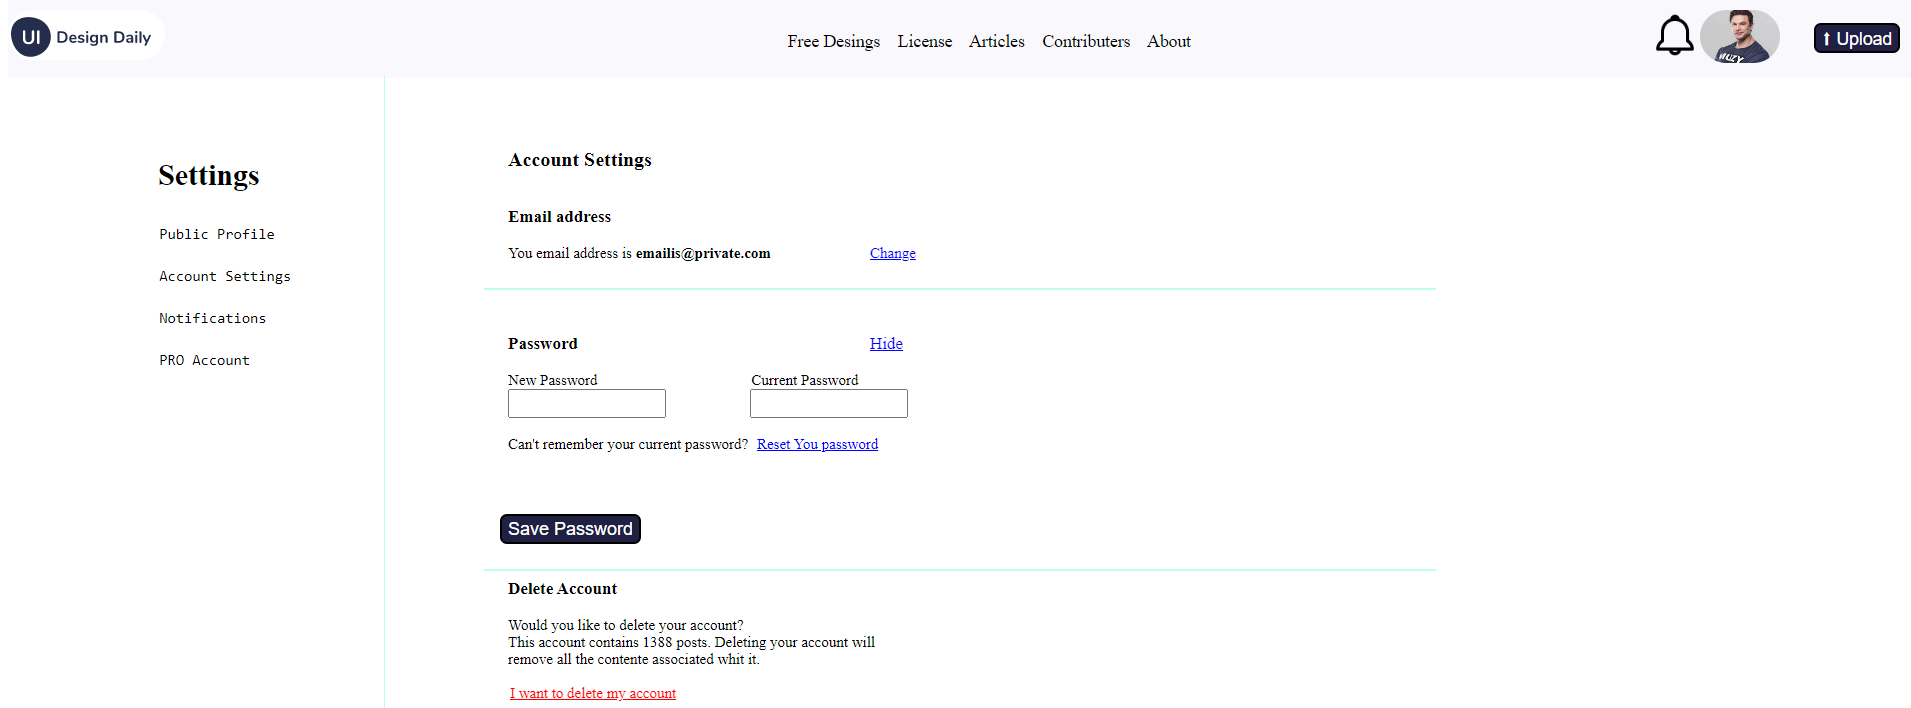 UI Design Daily
Free Desings License Articles Contributers About
Upload
MUZY
Settings
Public Profile
Account Settings
Notifications
PRO Account
Account Settings
Email address
You email address is emailis@private.com Change
Password Hide
New Password Current Password
Can't remember your current password? Reset You password
Save Password
Delete Account
Would you like to delete your account?
This account contains 1388 posts. Deleting your account will
remove all the contente associated whit it.
I want to delete my account